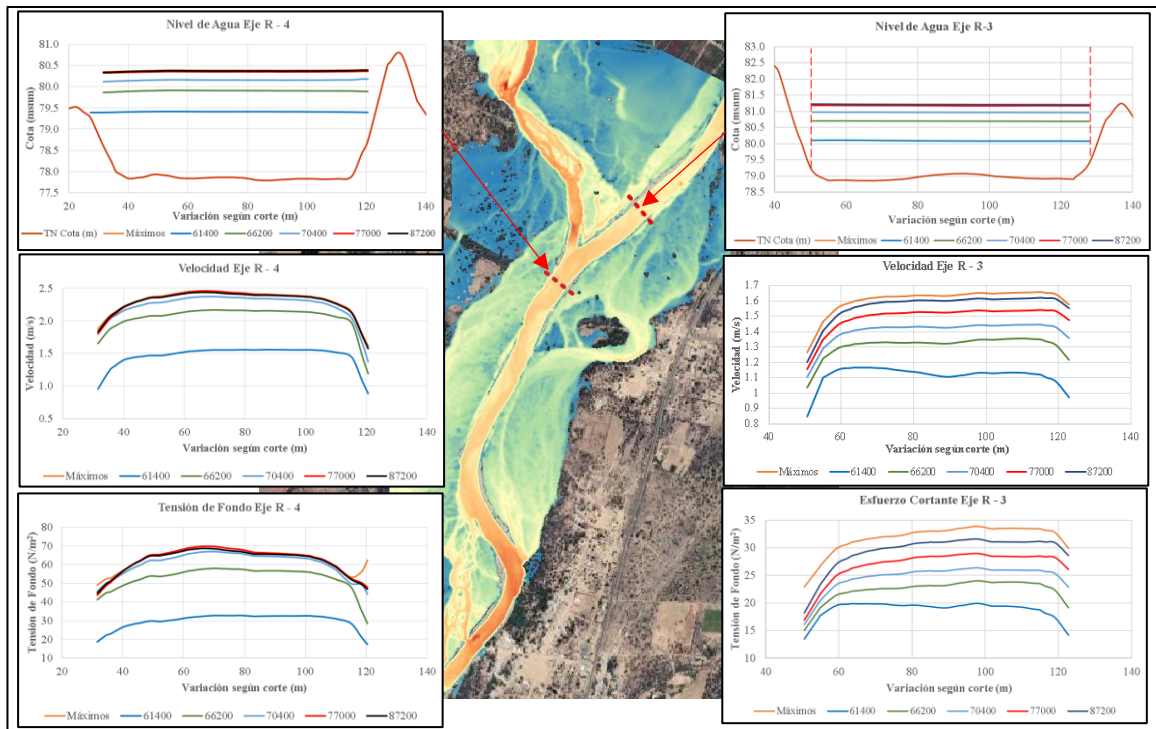 Nivel de Agua Eje R - 4
Cota (msnm)
81.0
80.5
80.0
79.5
79.0
78.5
78.0
77.5
20 40 60 80 100 120 140
Variación según corte (m)
TN Cota (m) Máximos 61400 66200 70400 77000 87200
Velocidad Eje R - 4
Velocidad (m/s)
2.5
2.0
1.5
1.0
0.5
20 40 60 80 100 120 140
Variación según corte (m)
Máximos 61400 66200 70400 77000 87200
Tensión de Fondo Eje R - 4
Tensión de Fondo (N/m²)
80
70
60
50
40
30
20
10
20 40 60 80 100 120 140
Variación según corte (m)
Máximos 61400 66200 70400 77000 87200
Nivel de Agua Eje R-3
Cota (msnm)
83.0
82.5
82.0
81.5
81.0
80.5
80.0
79.5
79.0
78.5
40 60 80 100 120 140
Variación según corte (m)
TN Cota (m) Máximos 61400 66200 70400 77000 87200
Velocidad Eje R - 3
Velocidad (m/s)
1.7
1.6
1.5
1.4
1.3
1.2
1.1
1
0.9
0.8
40 60 80 100 120 140
Variación según corte (m)
Máximos 61400 66200 70400 77000 87200
Esfuerzo Cortante Eje R - 3
Tensión de Fondo (N/m²)
35
30
25
20
15
10
40 60 80 100 120 140
Variación según corte (m)
Máximos 61400 66200 70400 77000 87200